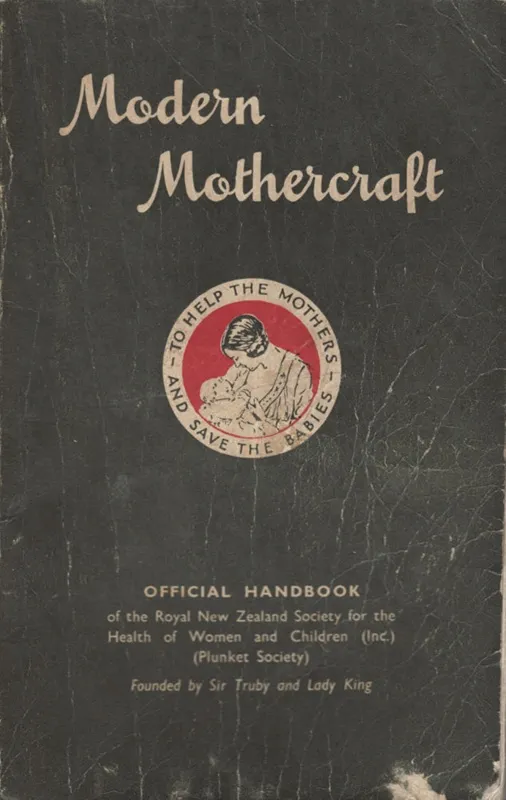 Modern
Mothercraft
– TO HELP THE MOTHERS –
AND SAVE THE BABIES
OFFICIAL HANDBOOK
of the Royal New Zealand Society for the
Health of Women and Children (Inc.)
(Plunket Society)
Founded by Sir Truby and Lady King